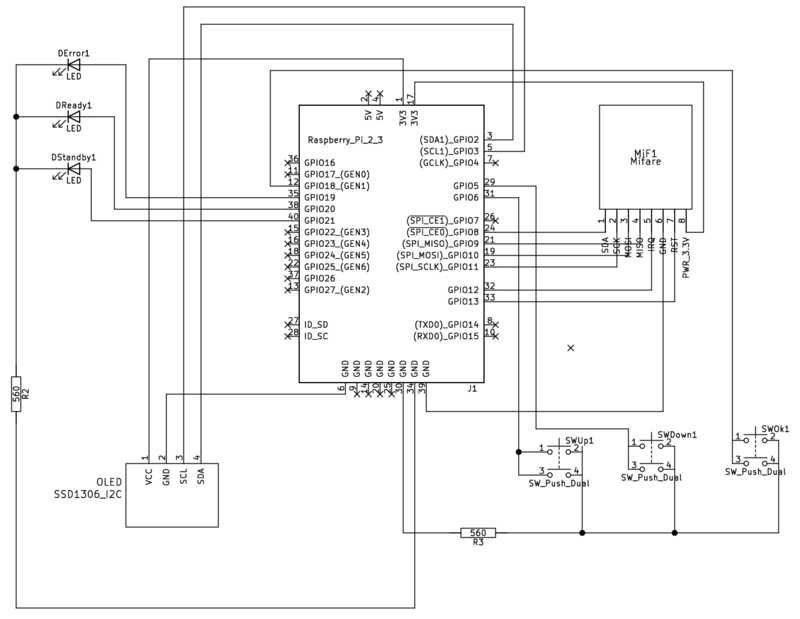 DError1
LED
DReady1
LED
DStandby1
LED
560
R2
OLED
SSD1306_I2C
1
2
3
4
VCC
GND
SCL
SDA
2
4
1
17
5V
5V
3V3
3V3
Raspberry_Pi_2_3
36 GPIO16
11 GPIO17_(GEN0)
12 GPIO18_(GEN1)
35 GPIO19
38 GPIO20
40 GPIO21
15 GPIO22_(GEN3)
16 GPIO23_(GEN4)
18 GPIO24_(GEN5)
22 GPIO25_(GEN6)
37 GPIO26
13 GPIO27_(GEN2)
27 ID_SD
28 ID_SC
(SDA1)_GPIO2 3
(SCL1)_GPIO3 5
(GCLK)_GPIO4 7
GPIO5 29
GPIO6 31
(SPI_CE1)_GPIO7 26
(SPI_CE0)_GPIO8 24
(SPI_MISO)_GPIO9 21
(SPI_MOSI)_GPIO10 19
(SPI_SCLK)_GPIO11 23
GPIO12 32
GPIO13 33
(TXD0)_GPIO14 8
(RXD0)_GPIO15 10
GND
GND
GND
GND
GND
GND
GND
GND
6
9
14
20
25
30
34
39
J1
MiF1
Mifare
1
2
3
4
5
6
7
8
SDA
SCK
MOSI
MISO
IRQ
GND
RST
PWR_3.3V
SWUp1
1 2
3 4
SW_Push_Dual
SWDown1
1 2
3 4
SW_Push_Dual
SWOk1
1 2
3 4
SW_Push_Dual
560
R3